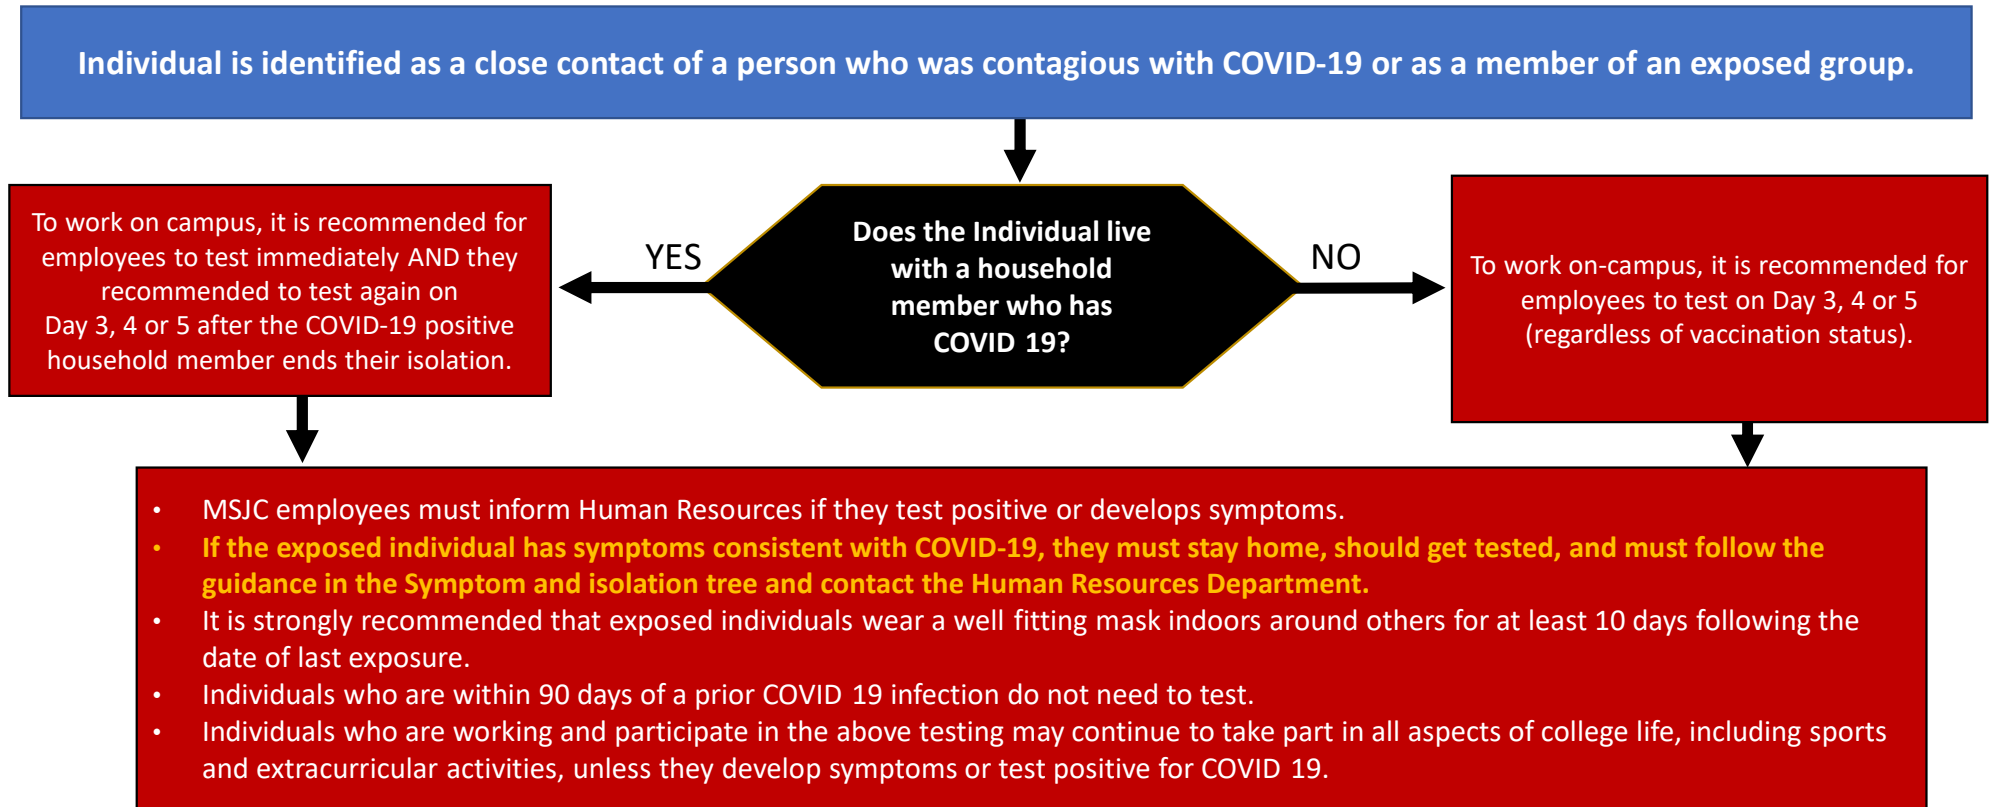 Individual is identified as a close contact of a person who was contagious with COVID-19 or as a member of an exposed group.
To work on campus, it is recommended for
employees to test immediately AND they
recommended to test again on
Day 3, 4 or 5 after the COVID-19 positive
household member ends their isolation.
YES
Does the Individual live
with a household
member who has
COVID 19?
NO
To work on-campus, it is recommended for
employees to test on Day 3, 4 or 5
(regardless of vaccination status).
• MSJC employees must inform Human Resources if they test positive or develops symptoms.
• If the exposed individual has symptoms consistent with COVID-19, they must stay home, should get tested, and must follow the
guidance in the Symptom and isolation tree and contact the Human Resources Department.
• It is strongly recommended that exposed individuals wear a well fitting mask indoors around others for at least 10 days following the
date of last exposure.
• Individuals who are within 90 days of a prior COVID 19 infection do not need to test.
• Individuals who are working and participate in the above testing may continue to take part in all aspects of college life, including sports
and extracurricular activities, unless they develop symptoms or test positive for COVID 19.